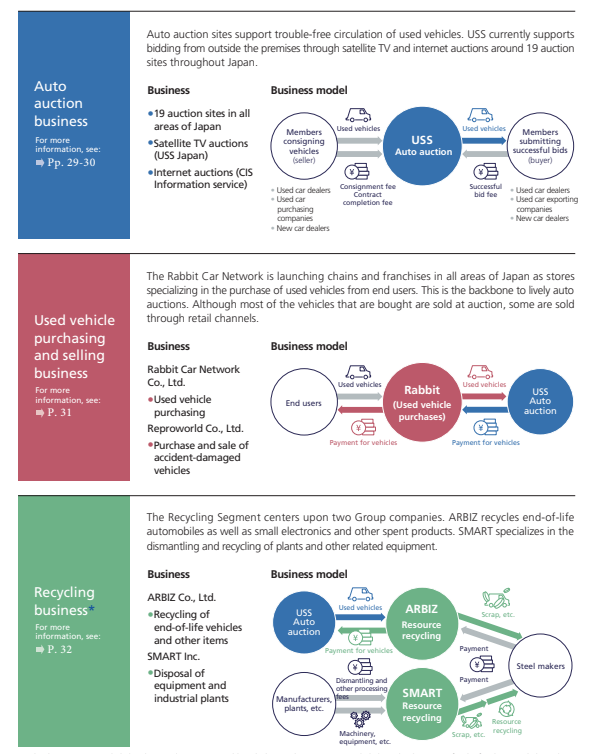 Auto auction sites support trouble-free circulation of used vehicles. USS currently supports
bidding from outside the premises through satellite TV and internet auctions around 19 auction
sites throughout Japan.
Auto
auction
business
For more
information, see:
➡ Pp. 29-30
Business
•19 auction sites in all
areas of Japan
•Satellite TV auctions
(USS Japan)
•Internet auctions (CIS
Information service)
Business model
Members
consigning
vehicles
(seller)
• Used car dealers
• Used car
purchasing
companies
• New car dealers
Used vehicles
¥
Consignment fee
Contract
completion fee
USS
Auto auction
Used vehicles
¥
Successful
bid fee
Members
submitting
successful bids
(buyer)
• Used car dealers
• Used car exporting
companies
• New car dealers
The Rabbit Car Network is launching chains and franchises in all areas of Japan as stores
specializing in the purchase of used vehicles from end users. This is the backbone to lively auto
auctions. Although most of the vehicles that are bought are sold at auction, some are sold
through retail channels.
Used vehicle
purchasing
and selling
business
For more
information, see:
➡ P. 31
Business
Rabbit Car Network
Co., Ltd.
•Used vehicle
purchasing
Reproworld Co., Ltd.
•Purchase and sale of
accident-damaged
vehicles
Business model
End users
Used vehicles
¥
Payment for vehicles
Rabbit
(Used vehicle
purchases)
Used vehicles
¥
Payment for vehicles
USS
Auto
auction
The Recycling Segment centers upon two Group companies. ARBIZ recycles end-of-life
automobiles as well as small electronics and other spent products. SMART specializes in the
dismantling and recycling of plants and other related equipment.
Recycling
business*
For more
information, see:
➡ P. 32
Business
ARBIZ Co., Ltd.
•Recycling of
end-of-life vehicles
and other items
SMART Inc.
•Disposal of
equipment and
industrial plants
Business model
USS
Auto
auction
Used vehicles
¥
Payment for vehicles
ARBIZ
Resource
recycling
Scrap, etc.
Payment
¥
Payment
Steel makers
Manufacturers,
plants, etc.
¥
Dismantling and
other processing
fees
Machinery,
equipment, etc.
SMART
Resource
recycling
Scrap, etc.
Resource
recycling